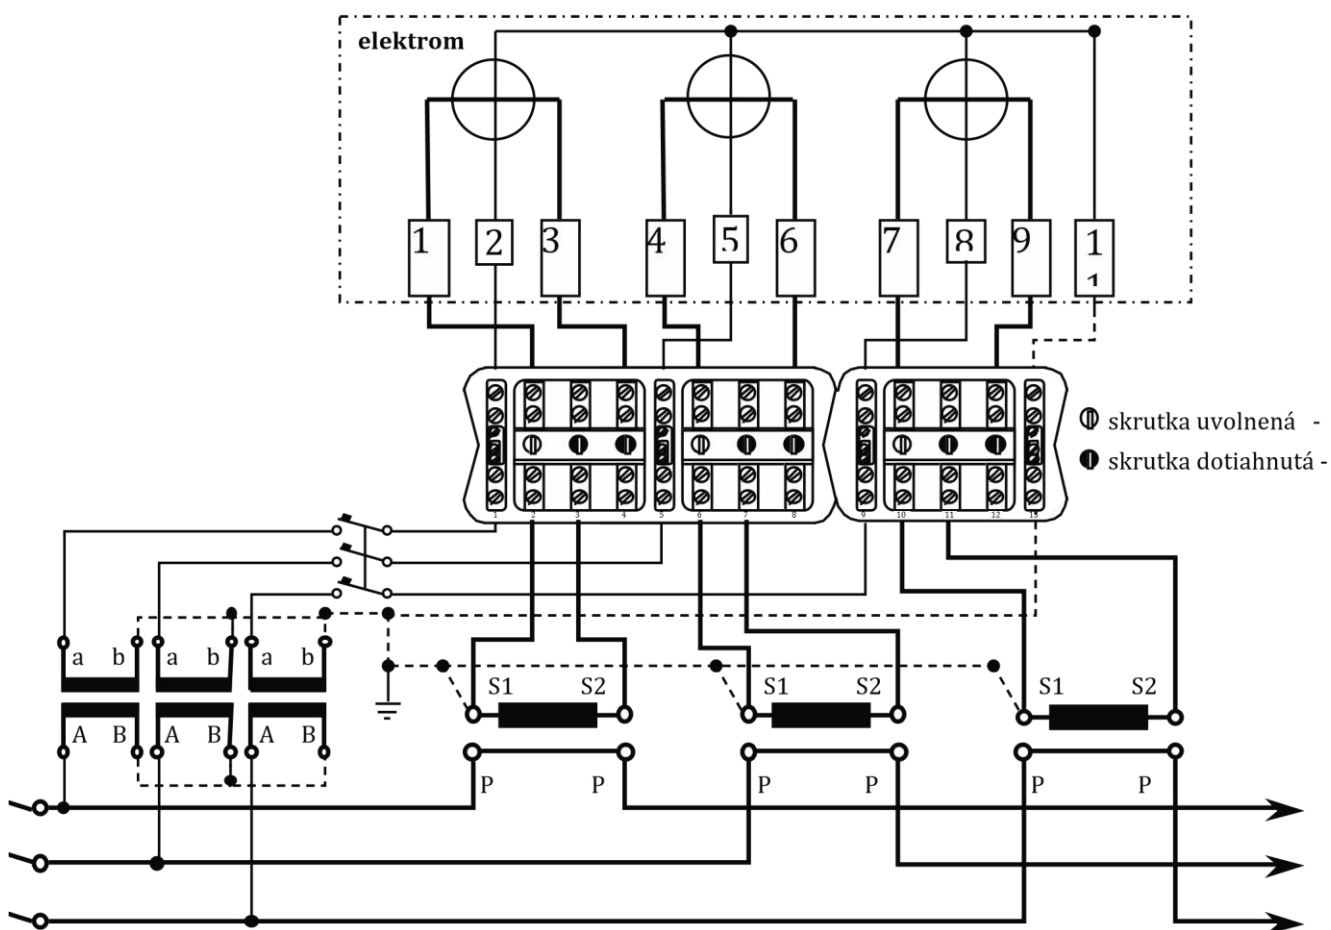 elektrom
1 2 3 4 5 6 7 8 9 1
1
skrutka uvolnená -
skrutka dotiahnutá -
1 2 3 4 5 6 7 8 9 10 11 12 13
a b a b a b
S1 S2 S1 S2 S1 S2
A B A B A B
P P P P P P